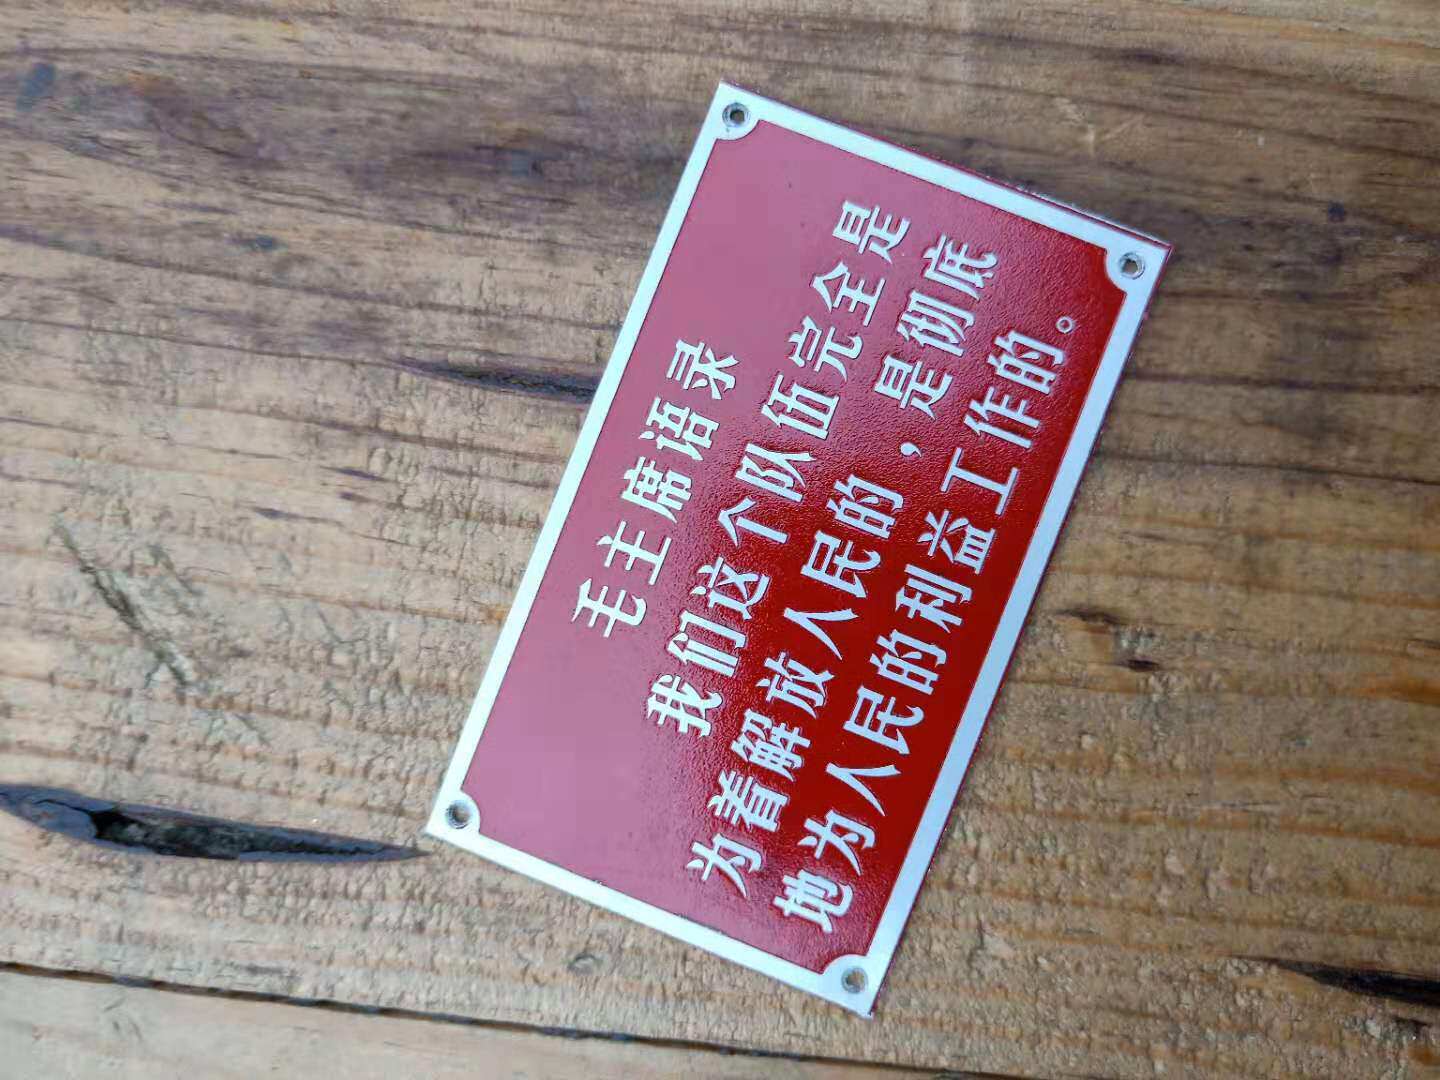 毛主席语录
我们这个队伍完全是
为着解放人民的，是彻底
地为人民的利益工作的。